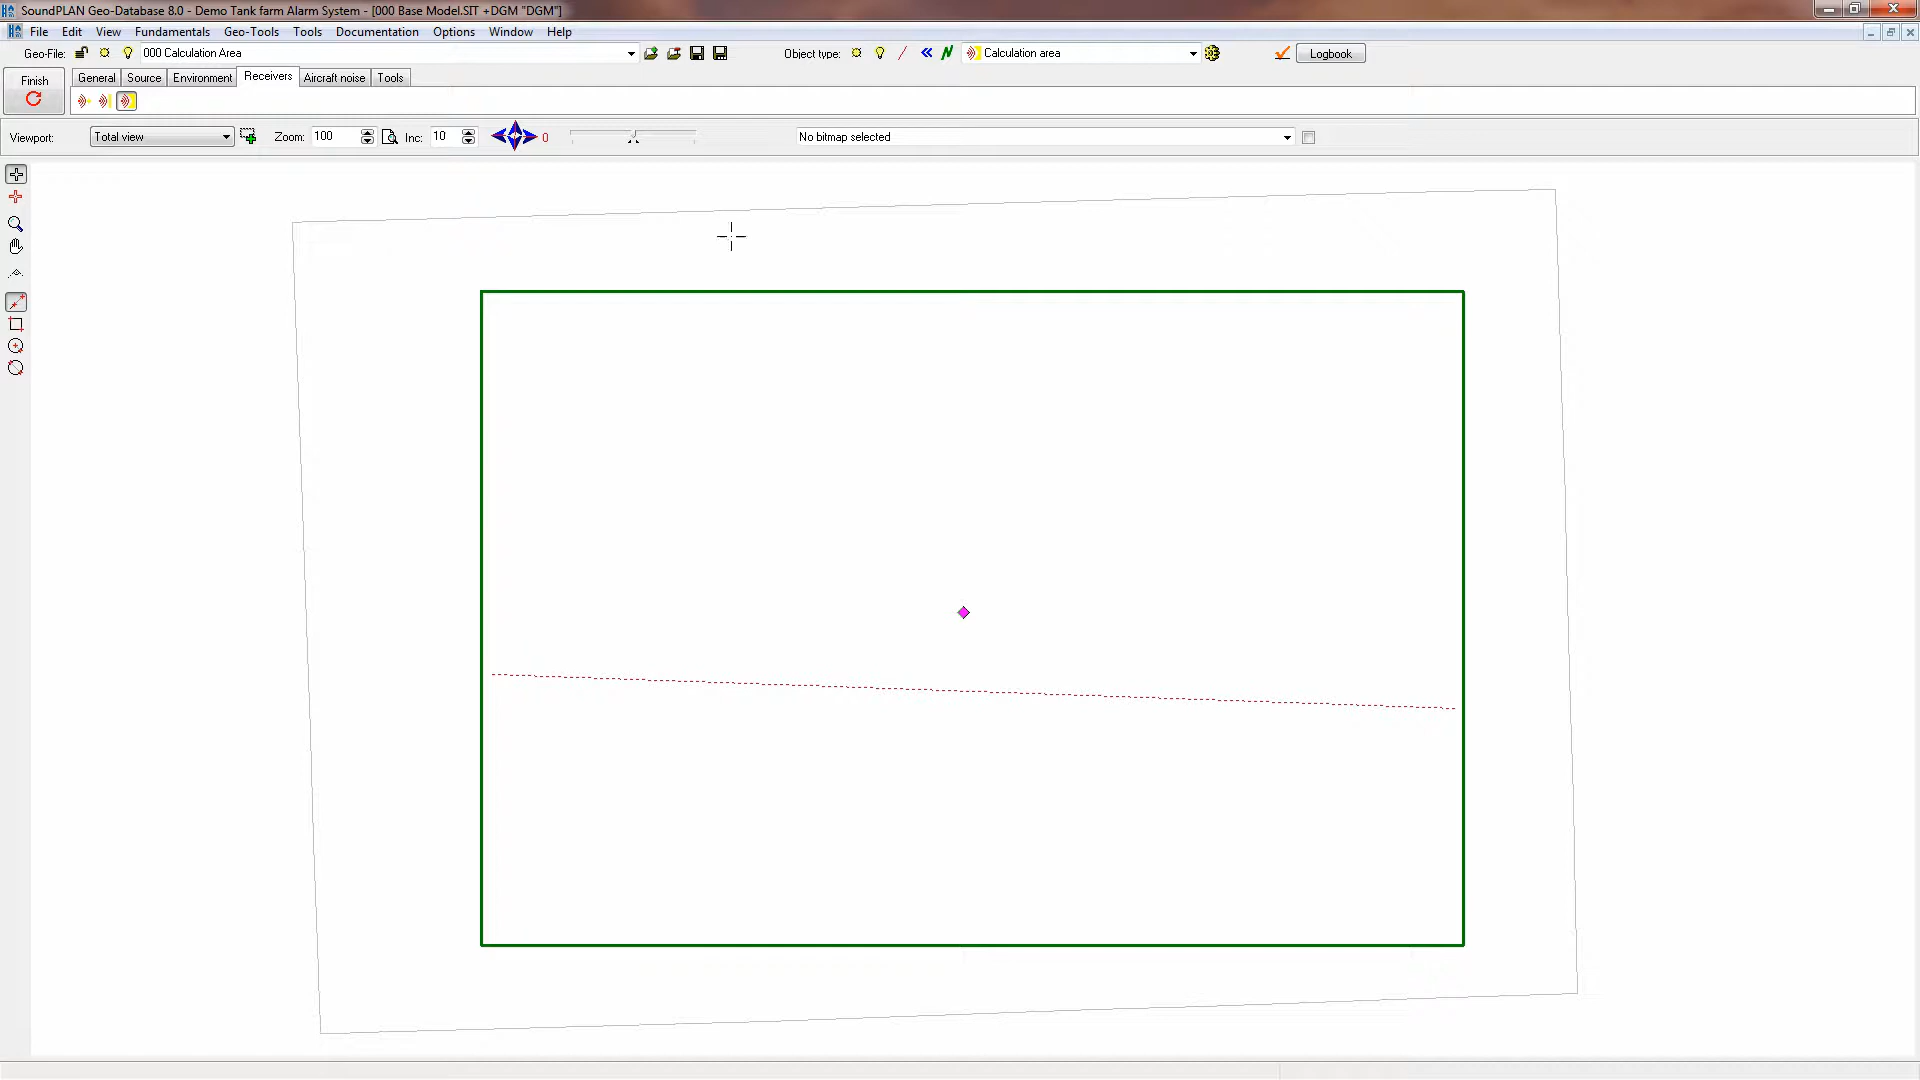 SoundPLAN Geo-Database 8.0 - Demo Tank farm Alarm System - [000 Base Model.SIT +DGM "DGM"]
File Edit View Fundamentals Geo-Tools Tools Documentation Options Window Help
Geo-File: 000 Calculation Area Object type: Calculation area Logbook
Finish General Source Environment Receivers Aircraft noise Tools
Viewport: Total view Zoom: 100 Inc: 10 0 No bitmap selected